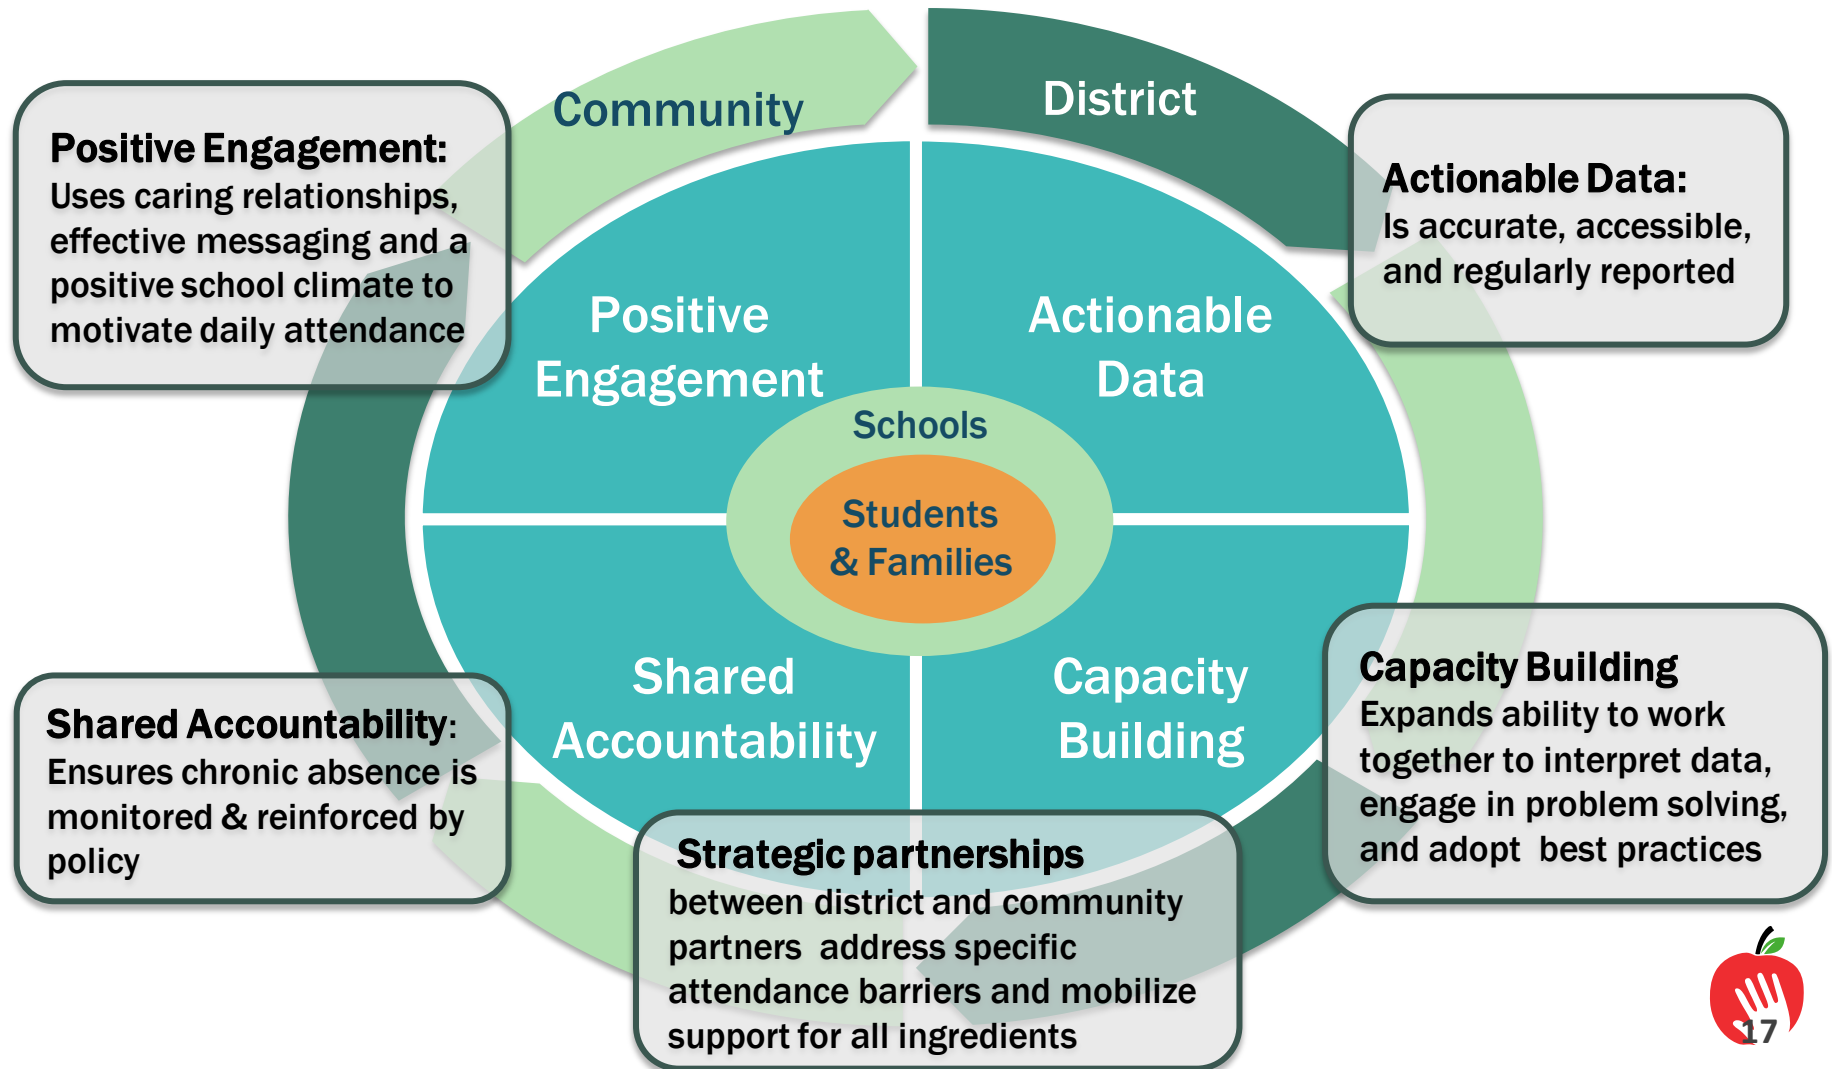 Community
District
Positive Engagement:
Uses caring relationships,
effective messaging and a
positive school climate to
motivate daily attendance
Actionable Data:
Is accurate, accessible,
and regularly reported
Positive
Engagement
Actionable
Data
Schools
Students
& Families
Shared
Accountability
Capacity
Building
Shared Accountability:
Ensures chronic absence is
monitored & reinforced by
policy
Capacity Building
Expands ability to work
together to interpret data,
engage in problem solving,
and adopt  best practices
Strategic partnerships
between district and community
partners  address specific
attendance barriers and mobilize
support for all ingredients
17